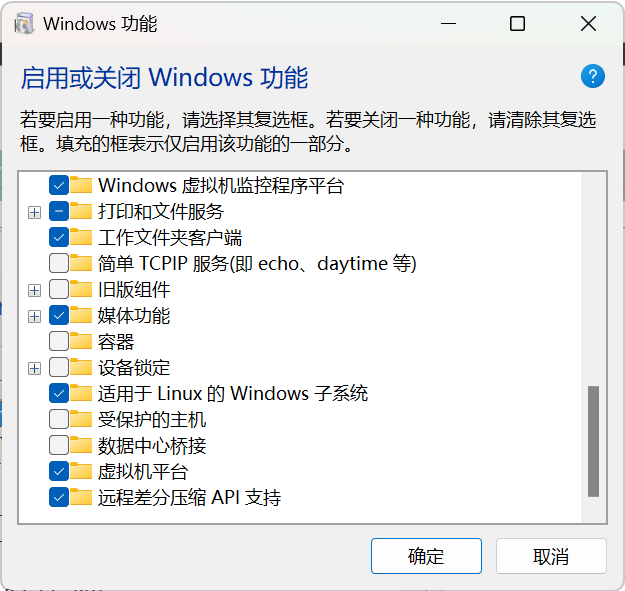 Windows 功能
启用或关闭 Windows 功能
?
若要启用一种功能，请选择其复选框。若要关闭一种功能，请清除其复选
框。填充的框表示仅启用该功能的一部分。
Windows 虚拟机监控程序平台
打印和文件服务
工作文件夹客户端
简单 TCPIP 服务(即 echo、daytime 等)
旧版组件
媒体功能
容器
设备锁定
适用于 Linux 的 Windows 子系统
受保护的主机
数据中心桥接
虚拟机平台
远程差分压缩 API 支持
确定
取消